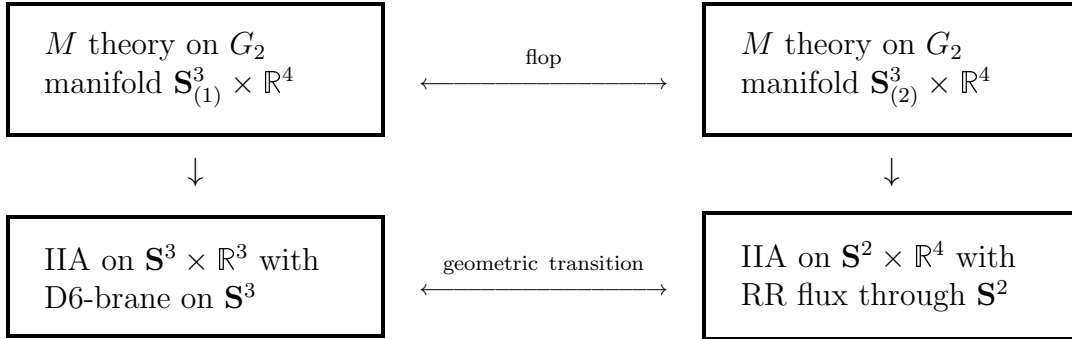 M theory on G₂
manifold S³₍₁₎ × ℝ⁴
flop
M theory on G₂
manifold S³₍₂₎ × ℝ⁴
IIA on S³ × ℝ³ with
D6-brane on S³
geometric transition
IIA on S² × ℝ⁴ with
RR flux through S²